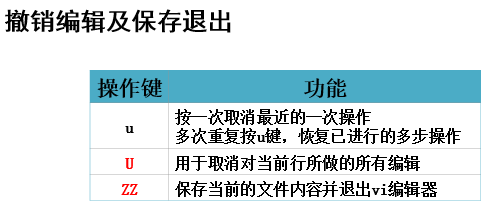 撤销编辑及保存退出
操作键 功能
u 按一次取消最近的一次操作
多次重复按u键，恢复已进行的多步操作
U 用于取消对当前行所做的所有编辑
ZZ 保存当前的文件内容并退出vi编辑器